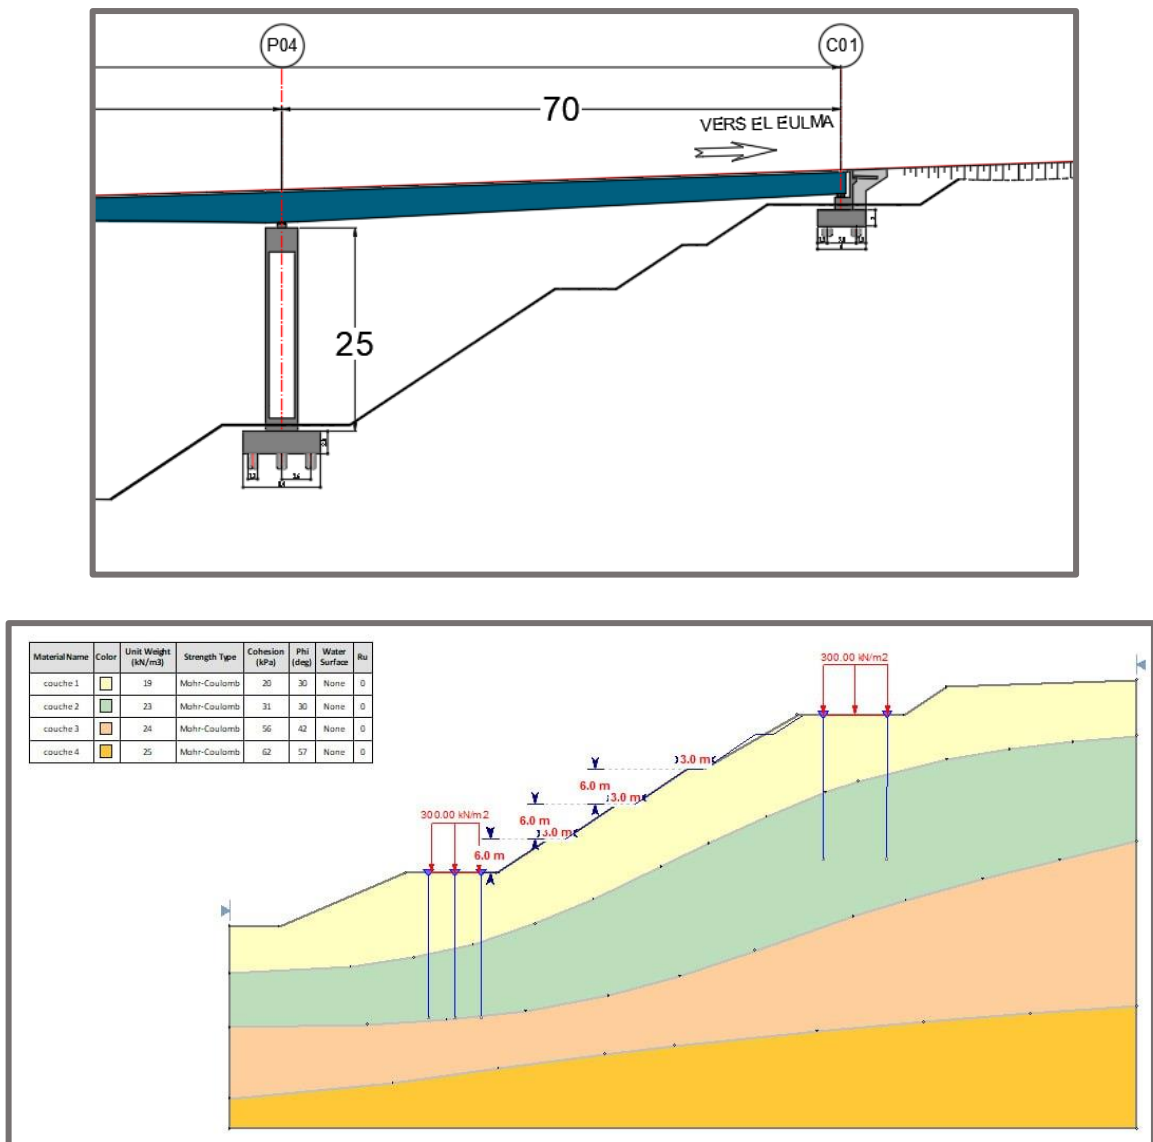 P04
C01
70
VERS EL EULMA
25
Material Name Color Unit Weight (kN/m3) Strength Type Cohesion (kPa) Phi (deg) Water Surface Ru
couche 1 19 Mohr-Coulomb 20 30 None 0
couche 2 23 Mohr-Coulomb 31 30 None 0
couche 3 24 Mohr-Coulomb 56 42 None 0
couche 4 25 Mohr-Coulomb 62 57 None 0
300.00 kN/m2
3.0 m
6.0 m
3.0 m
300.00 kN/m2
6.0 m
3.0 m
6.0 m